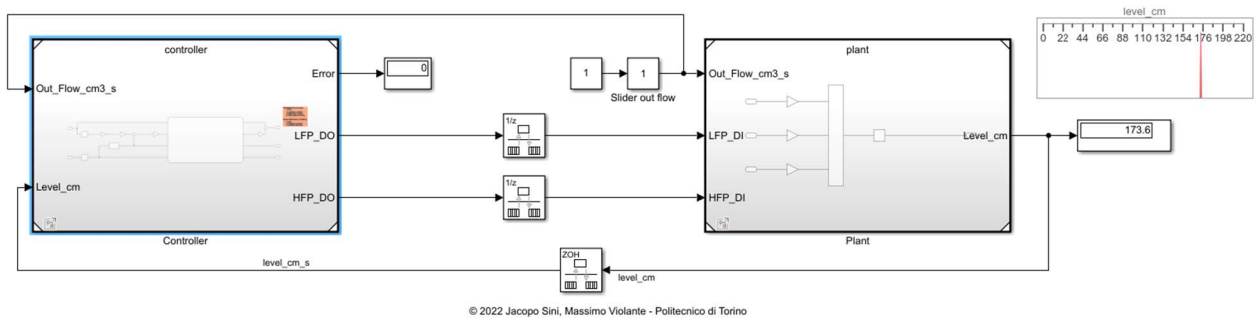 level_cm
0 22 44 66 88 110 132 154 176 198 220
controller
plant
Error
0
1
1
Out_Flow_cm3_s
Out_Flow_cm3_s
Slider out flow
1/z
LFP_DO
LFP_DI
Level_cm
173.6
Level_cm
1/z
HFP_DO
HFP_DI
Controller
Plant
ZOH
level_cm_s
level_cm
© 2022 Jacopo Sini, Massimo Violante - Politecnico di Torino